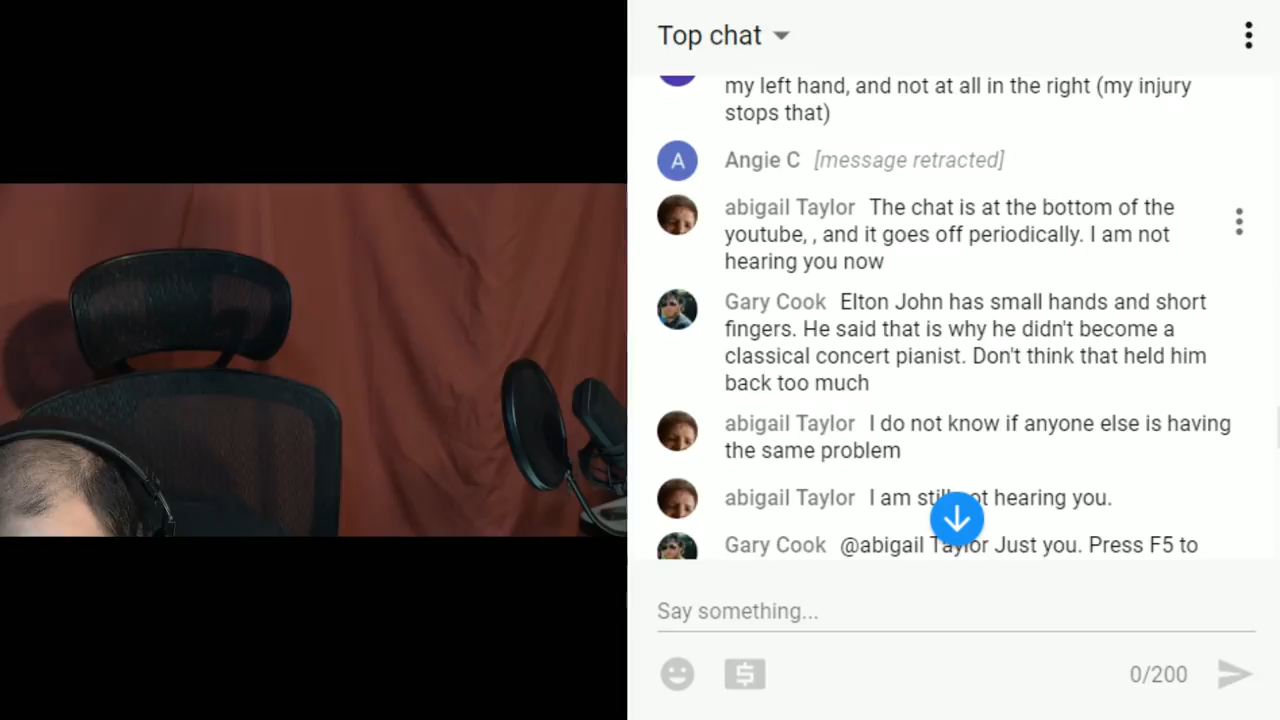 Top chat
my left hand, and not at all in the right (my injury
stops that)
A
Angie C [message retracted]
abigail Taylor The chat is at the bottom of the
youtube, , and it goes off periodically. I am not
hearing you now
Gary Cook Elton John has small hands and short
fingers. He said that is why he didn't become a
classical concert pianist. Don't think that held him
back too much
abigail Taylor I do not know if anyone else is having
the same problem
abigail Taylor I am still not hearing you.
Gary Cook @abigail Taylor Just you. Press F5 to
Say something...
0/200